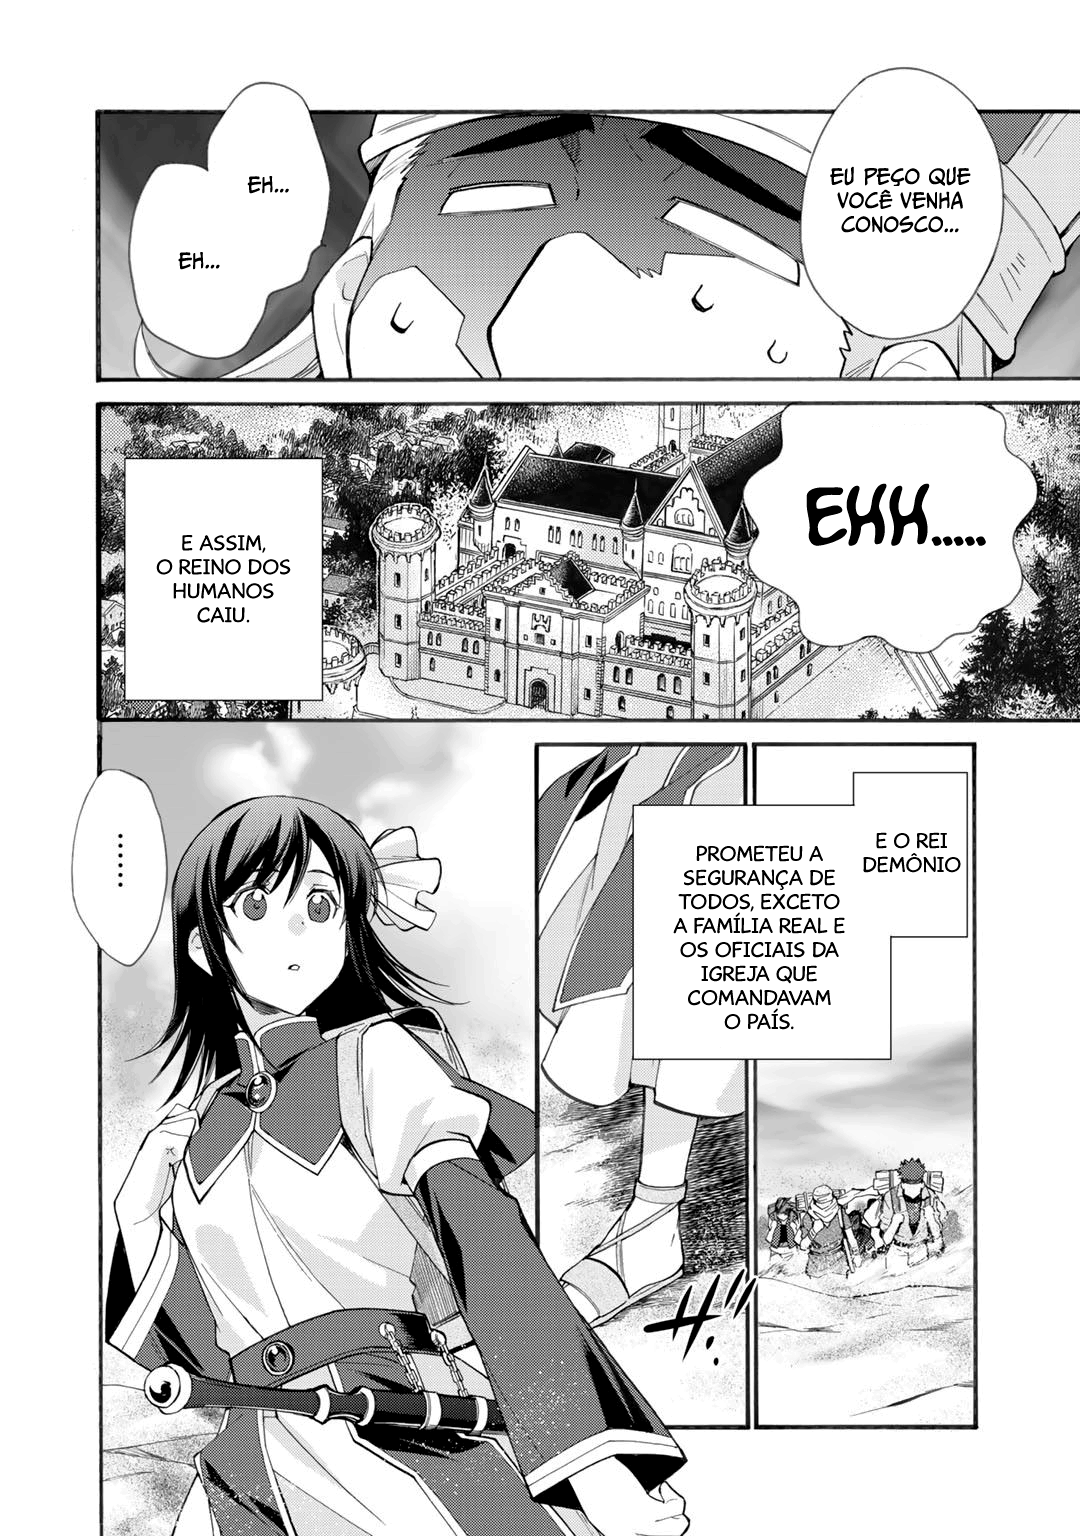 EU PEÇO QUE
VOCÊ VENHA
CONOSCO...
EH...
EH...
EHH.....
E ASSIM,
O REINO DOS
HUMANOS
CAIU.
E O REI
DEMÔNIO
PROMETEU A
SEGURANÇA DE
TODOS, EXCETO
A FAMÍLIA REAL E
OS OFICIAIS DA
IGREJA QUE
COMANDAVAM
O PAÍS.
ザ.
......